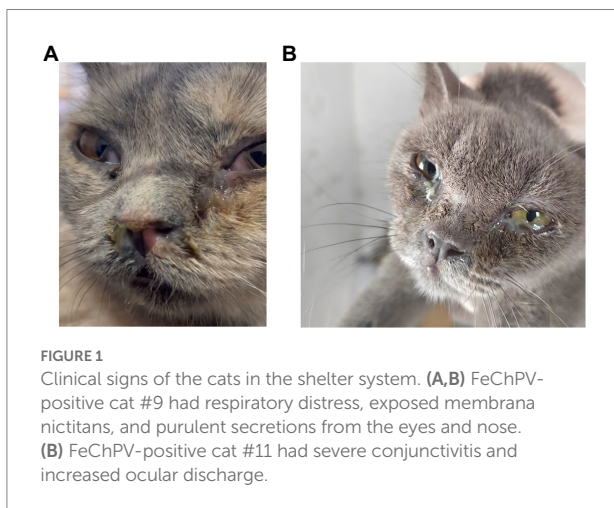 A
B
FIGURE 1
Clinical signs of the cats in the shelter system. (A,B) FeChPV-
positive cat #9 had respiratory distress, exposed membrana
nictitans, and purulent secretions from the eyes and nose.
(B) FeChPV-positive cat #11 had severe conjunctivitis and
increased ocular discharge.